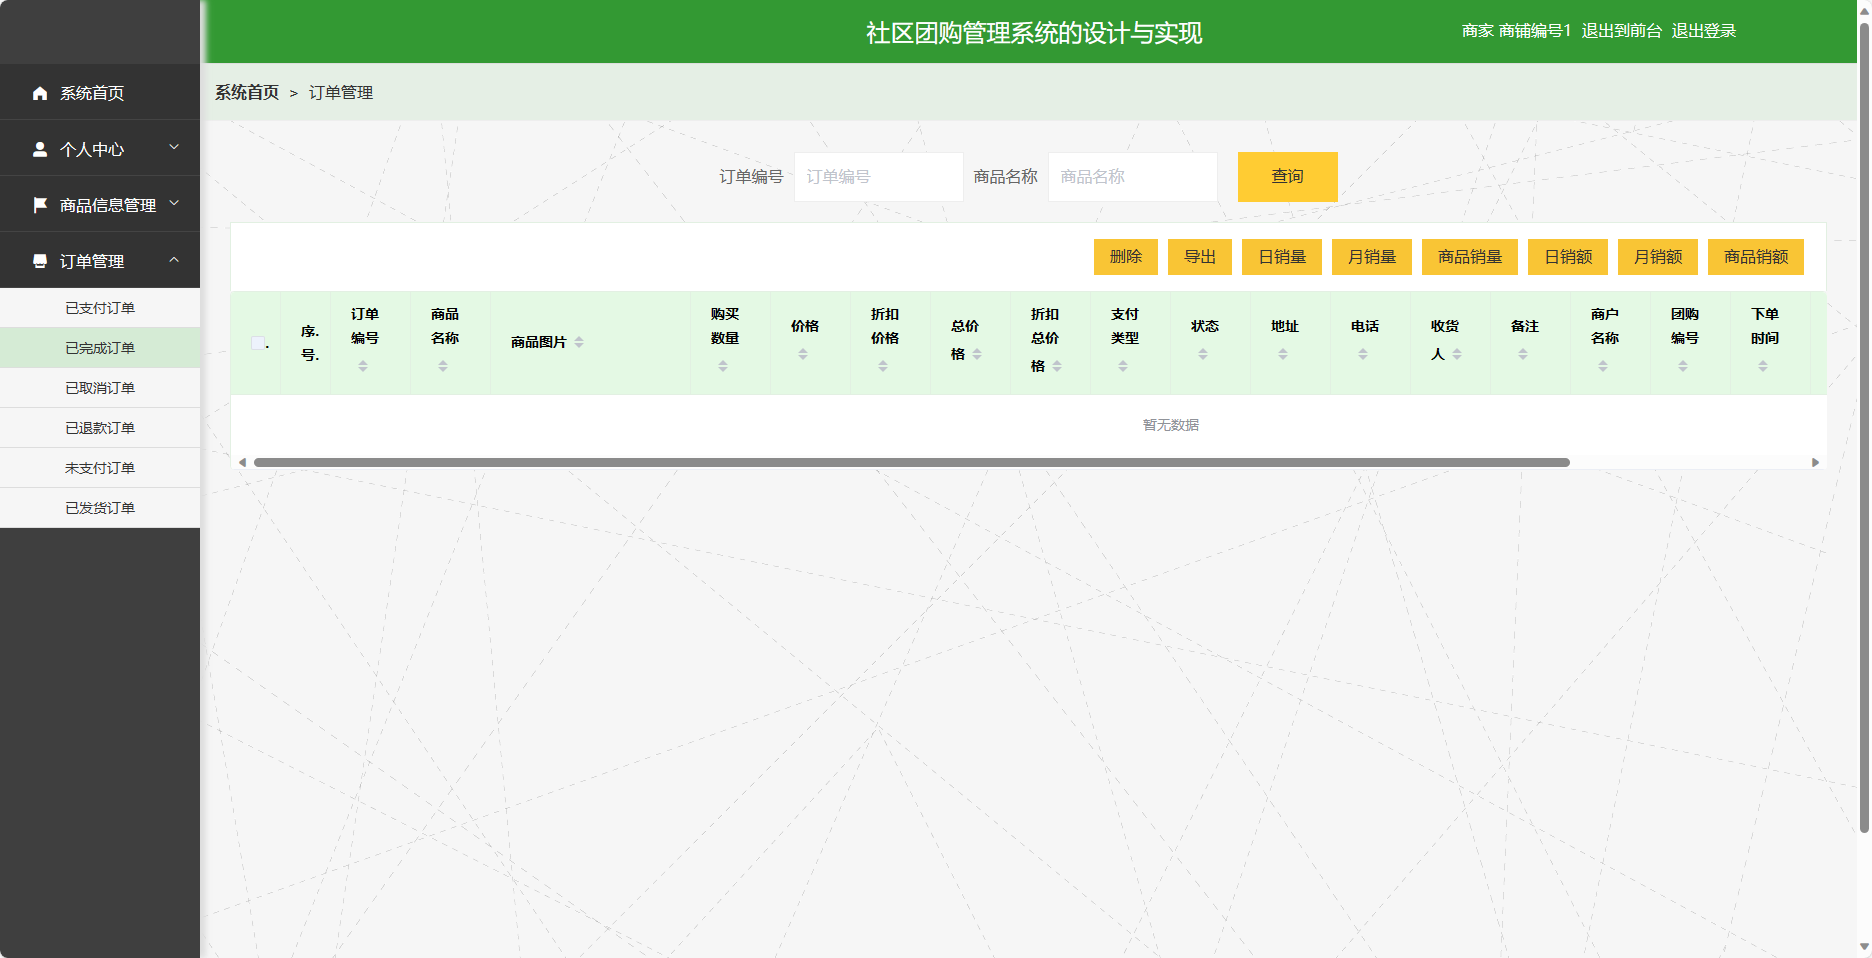 社区团购管理系统的设计与实现
商家 商铺编号1 退出到前台 退出登录
系统首页
个人中心
商品信息管理
订单管理
已支付订单
已完成订单
已取消订单
已退款订单
未支付订单
已发货订单
系统首页 > 订单管理
订单编号 订单编号 商品名称 商品名称 查询
删除 导出 日销量 月销量 商品销量 日销额 月销额 商品销额
序.
号.
订单
编号
商品
名称
商品图片
购买
数量
价格
折扣
价格
总价
格
折扣
总价
格
支付
类型
状态
地址
电话
收货
人
备注
商户
名称
团购
编号
下单
时间
暂无数据